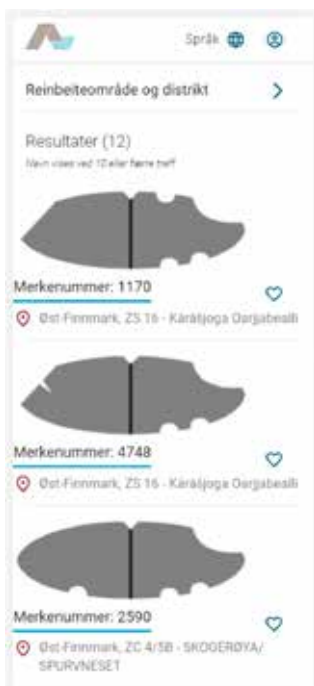 Språk
Reinbeiteområde og distrikt
Resultater (12)
Navn vises ved 10 eller færre treff
Merkenummer: 1170
Øst-Finnmark, ZS 16 - Kárášjoga Oarjjabealli
Merkenummer: 4748
Øst-Finnmark, ZS 16 - Kárášjoga Oarjjabealli
Merkenummer: 2590
Øst-Finnmark, ZC 4/5B - SKOGERØYA/
SPURVNESET